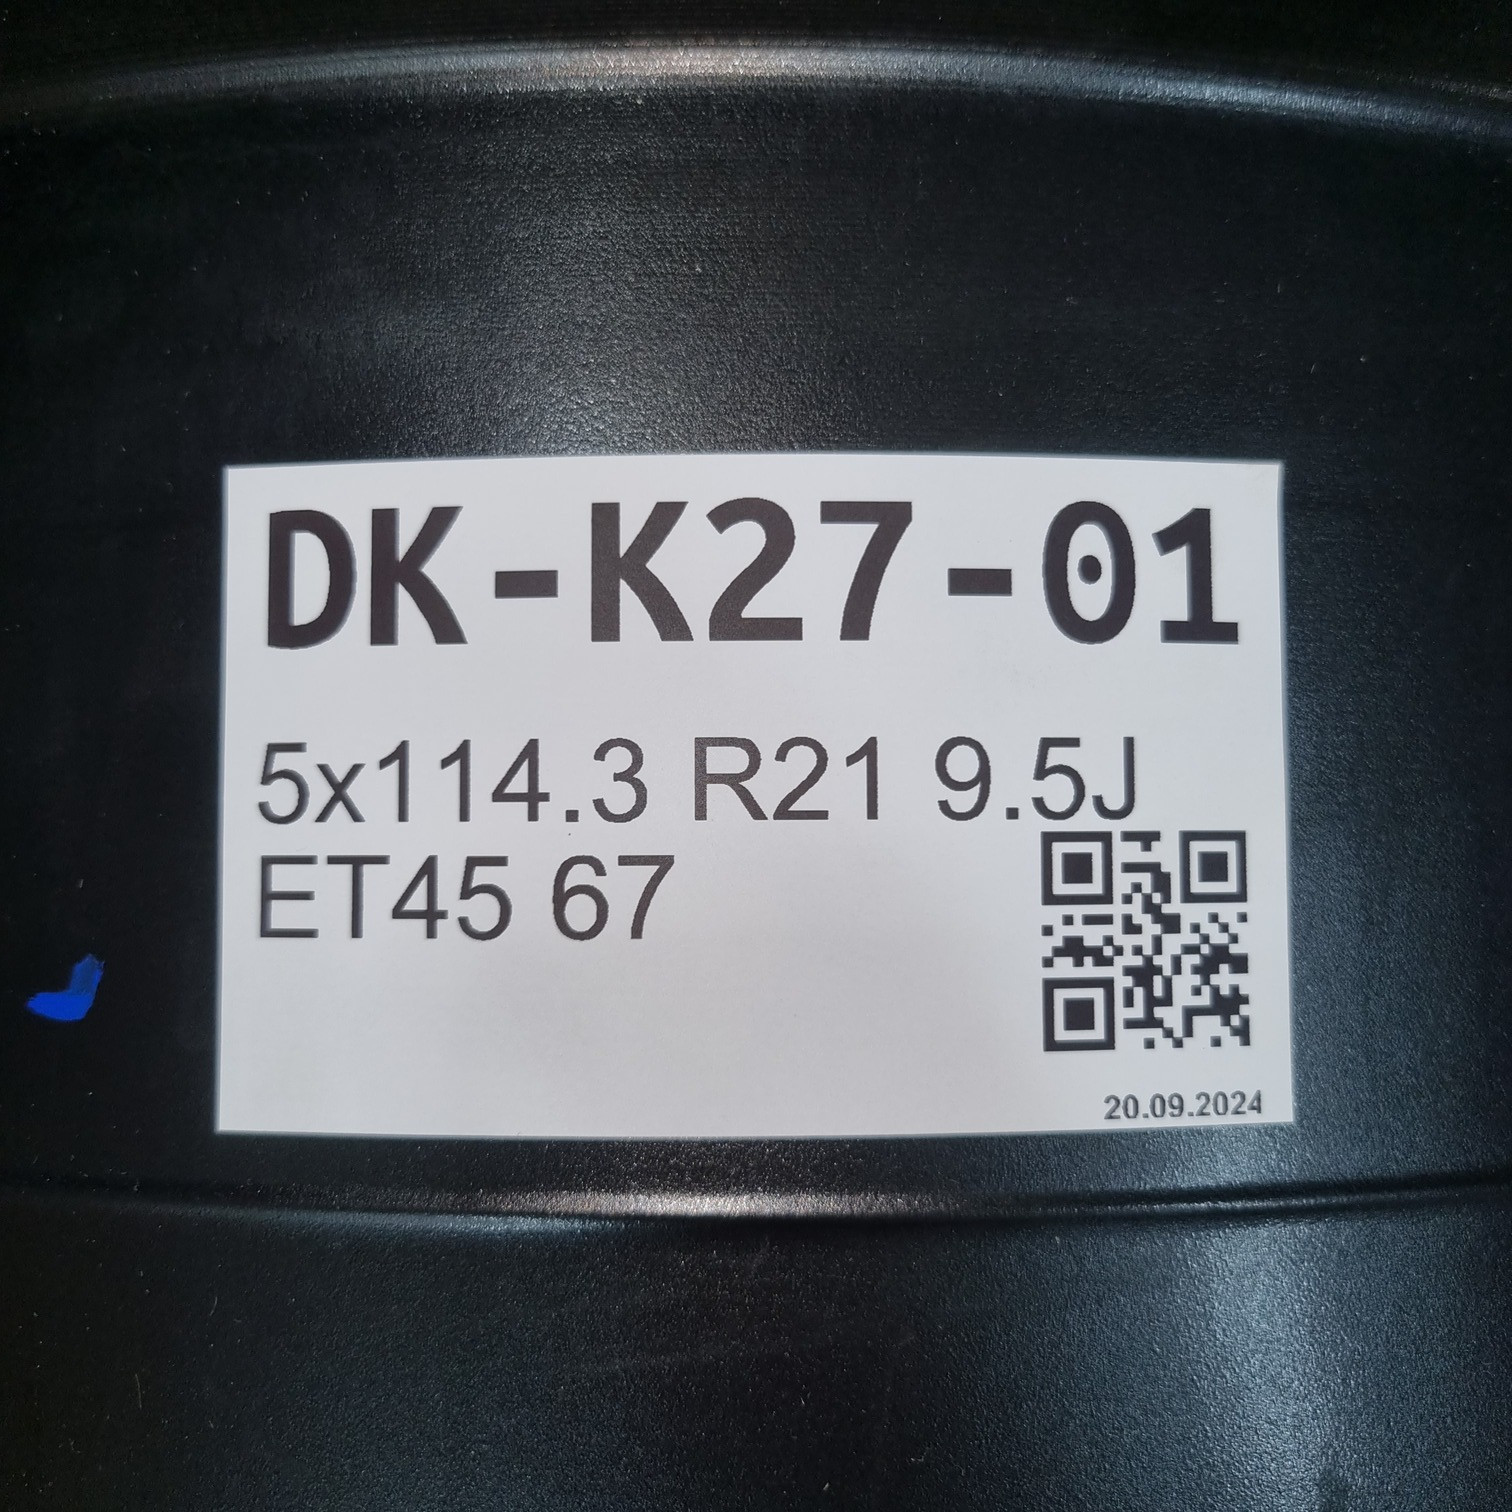 DK-K27-01
5x114.3 R21 9.5J
ET45 67
20.09.2024